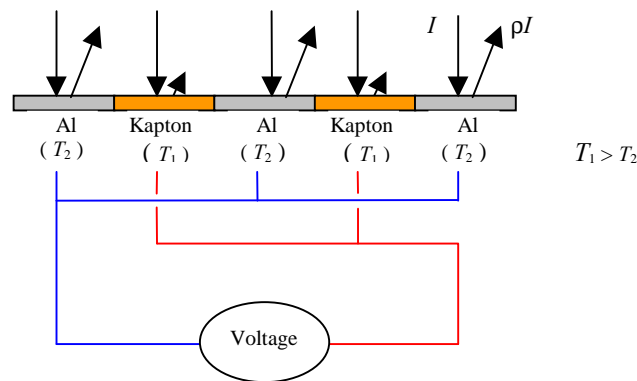 I ρI
Al Kapton Al Kapton Al
( T2 ) ( T1 ) ( T2 ) ( T1 ) ( T2 ) T1 > T2
Voltage